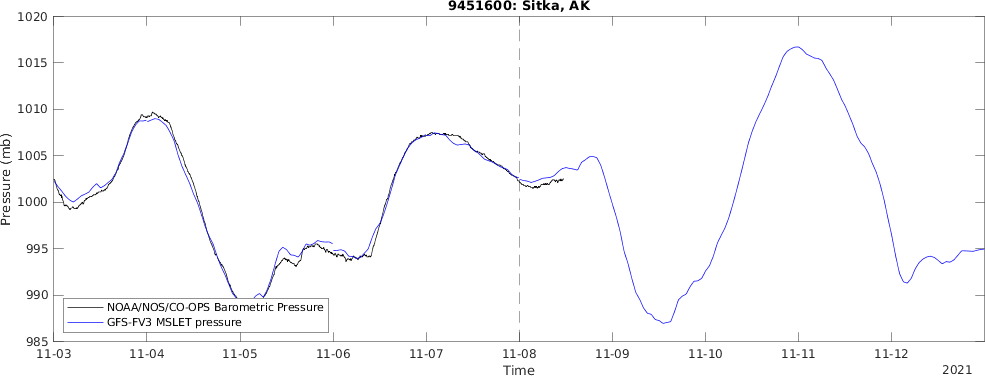 9451600: Sitka, AK
1020
1015
1010
1005
1000
995
990
985
Pressure (mb)
NOAA/NOS/CO-OPS Barometric Pressure
GFS-FV3 MSLET pressure
11-03 11-04 11-05 11-06 11-07 11-08 11-09 11-10 11-11 11-12
Time
2021